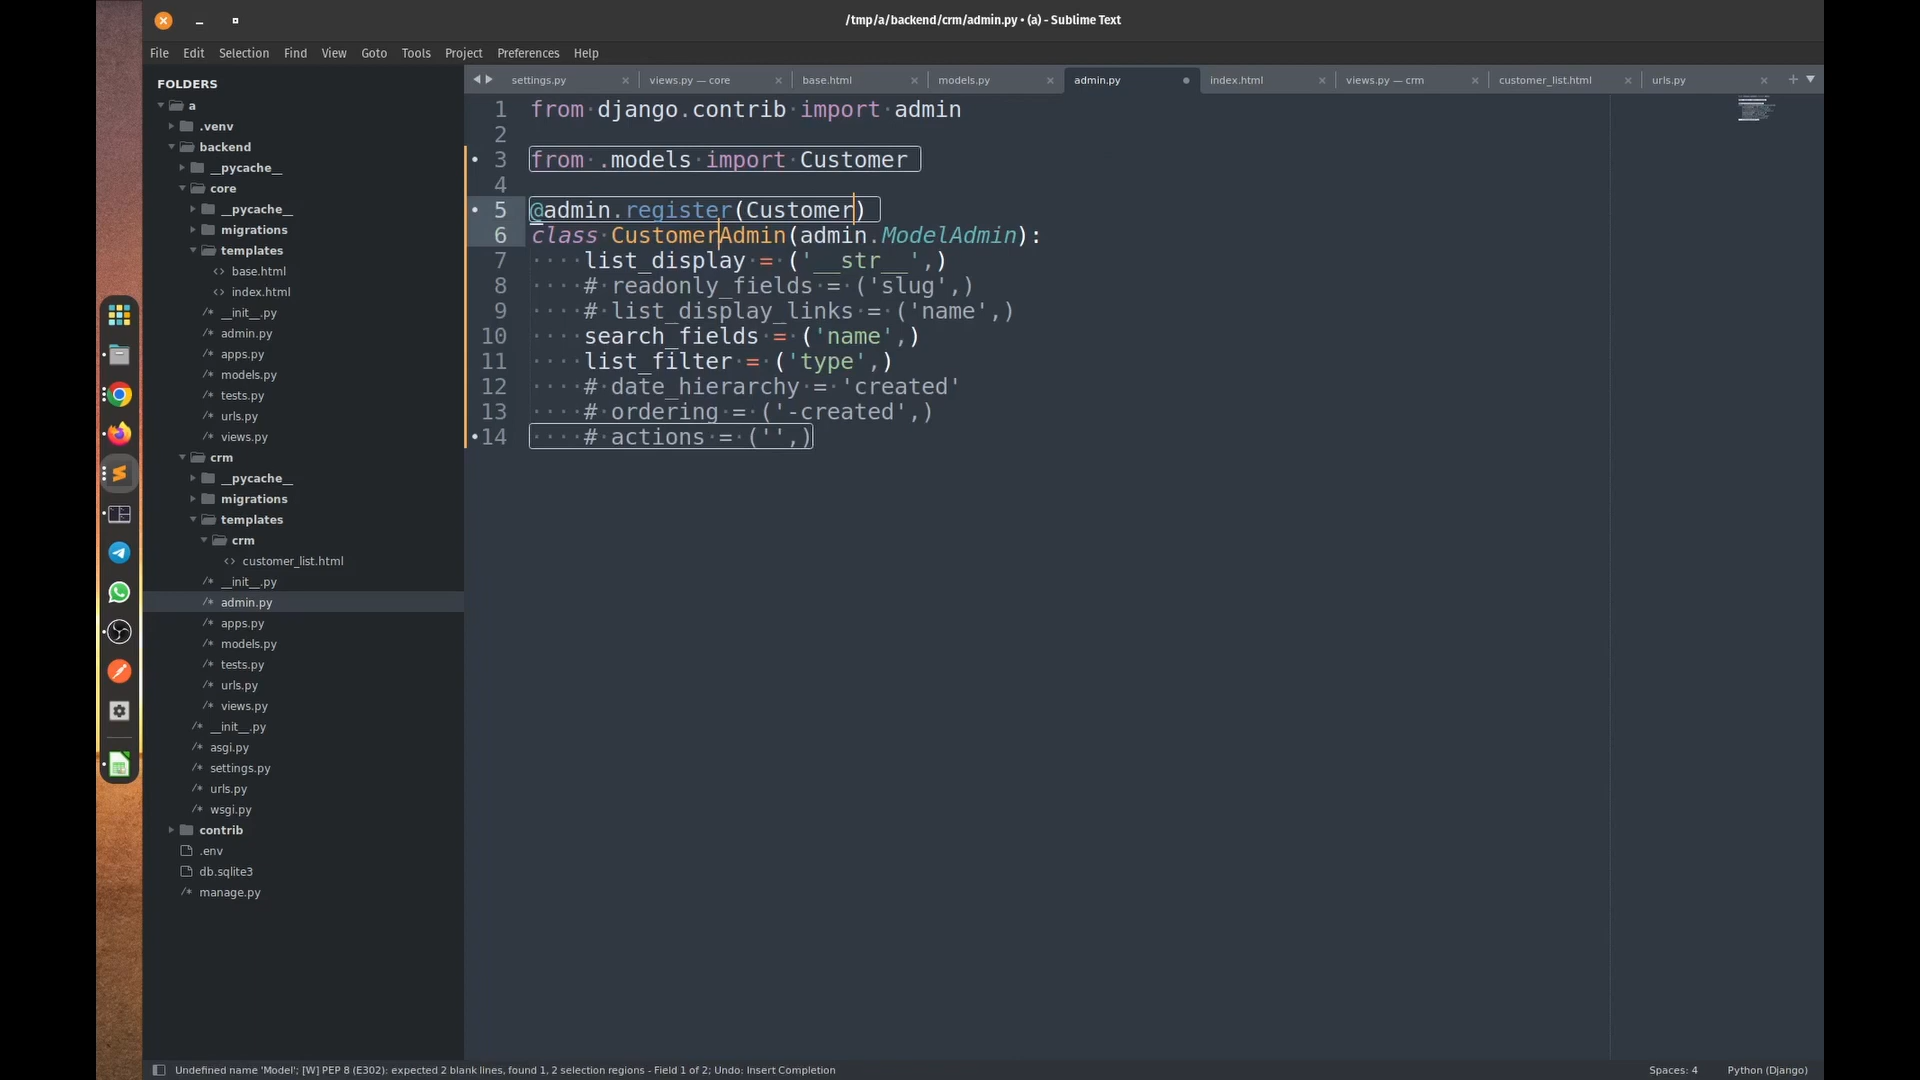 /tmp/a/backend/crm/admin.py • (a) - Sublime Text
File Edit Selection Find View Goto Tools Project Preferences Help
FOLDERS
a
.venv
backend
__pycache__
core
__pycache__
migrations
templates
<> base.html
<> index.html
/* __init__.py
/* admin.py
/* apps.py
/* models.py
/* tests.py
/* urls.py
/* views.py
crm
__pycache__
migrations
templates
crm
<> customer_list.html
/* __init__.py
/* admin.py
/* apps.py
/* models.py
/* tests.py
/* urls.py
/* views.py
/* __init__.py
/* asgi.py
/* settings.py
/* urls.py
/* wsgi.py
contrib
.env
db.sqlite3
/* manage.py
settings.py views.py — core base.html models.py admin.py index.html views.py — crm customer_list.html urls.py
1 from django.contrib import admin
2
3 from .models import Customer
4
5 @admin.register(Customer)
6 class CustomerAdmin(admin.ModelAdmin):
7 list_display = ('__str__',)
8 # readonly_fields = ('slug',)
9 # list_display_links = ('name',)
10 search_fields = ('name',)
11 list_filter = ('type',)
12 # date_hierarchy = 'created'
13 # ordering = ('-created',)
14 # actions = ('',)
Undefined name 'Model'; [W] PEP 8 (E302): expected 2 blank lines, found 1, 2 selection regions - Field 1 of 2; Undo: Insert Completion Spaces: 4 Python (Django)